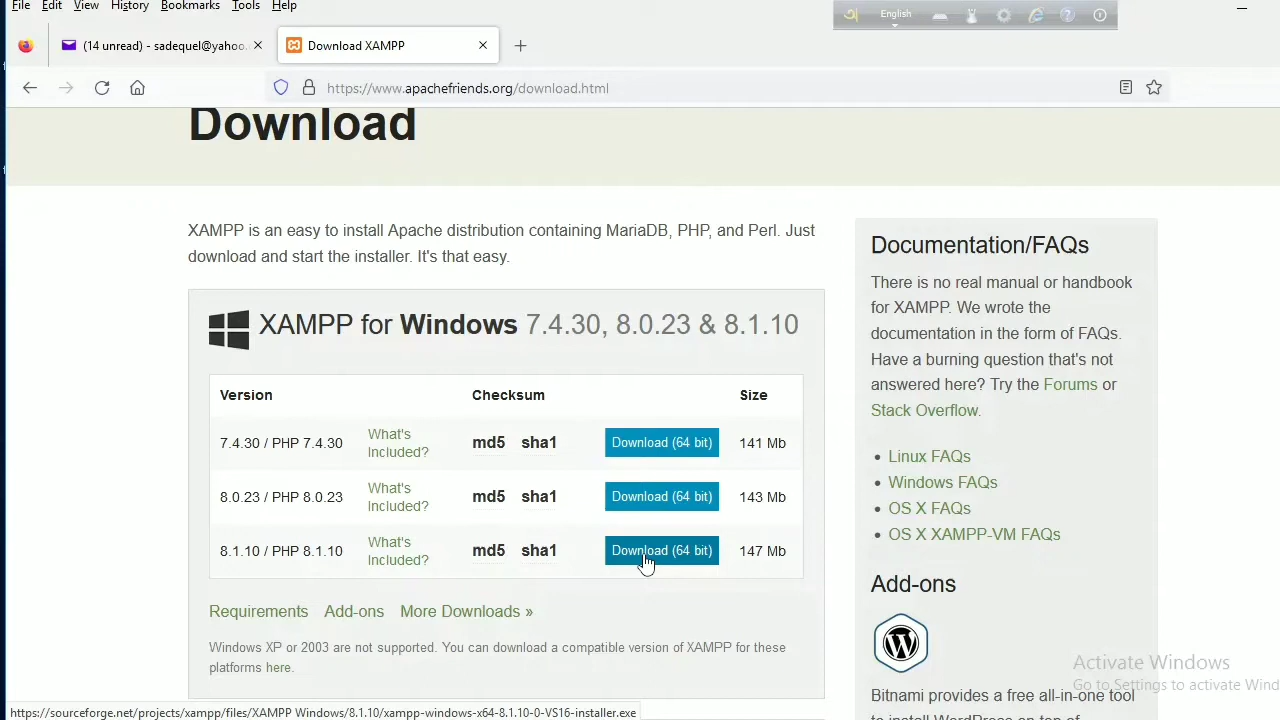 File Edit View History Bookmarks Tools Help
English
(14 unread) - sadequel@yahoo.
Download XAMPP
https://www.apachefriends.org/download.html
Download
XAMPP is an easy to install Apache distribution containing MariaDB, PHP, and Perl. Just
download and start the installer. It's that easy.
XAMPP for Windows 7.4.30, 8.0.23 & 8.1.10
Version Checksum Size
7.4.30 / PHP 7.4.30 What's Included? md5 sha1 Download (64 bit) 141 Mb
8.0.23 / PHP 8.0.23 What's Included? md5 sha1 Download (64 bit) 143 Mb
8.1.10 / PHP 8.1.10 What's Included? md5 sha1 Download (64 bit) 147 Mb
Requirements Add-ons More Downloads »
Windows XP or 2003 are not supported. You can download a compatible version of XAMPP for these
platforms here.
Documentation/FAQs
There is no real manual or handbook
for XAMPP. We wrote the
documentation in the form of FAQs.
Have a burning question that's not
answered here? Try the Forums or
Stack Overflow.
• Linux FAQs
• Windows FAQs
• OS X FAQs
• OS X XAMPP-VM FAQs
Add-ons
Bitnami provides a free all-in-one tool
to install WordPress on top of
Activate Windows
Go to Settings to activate Wind
https://sourceforge.net/projects/xampp/files/XAMPP Windows/8.1.10/xampp-windows-x64-8.1.10-0-VS16-installer.exe